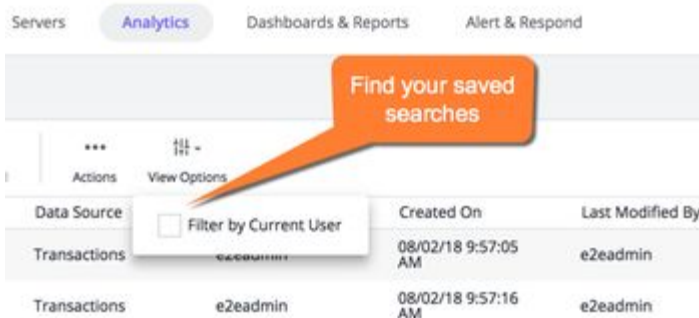 Servers Analytics Dashboards & Reports Alert & Respond
Find your saved
searches
Actions View Options
Filter by Current User
Data Source Created On Last Modified By
Transactions e2eadmin 08/02/18 9:57:05
AM e2eadmin
Transactions e2eadmin 08/02/18 9:57:16
AM e2eadmin